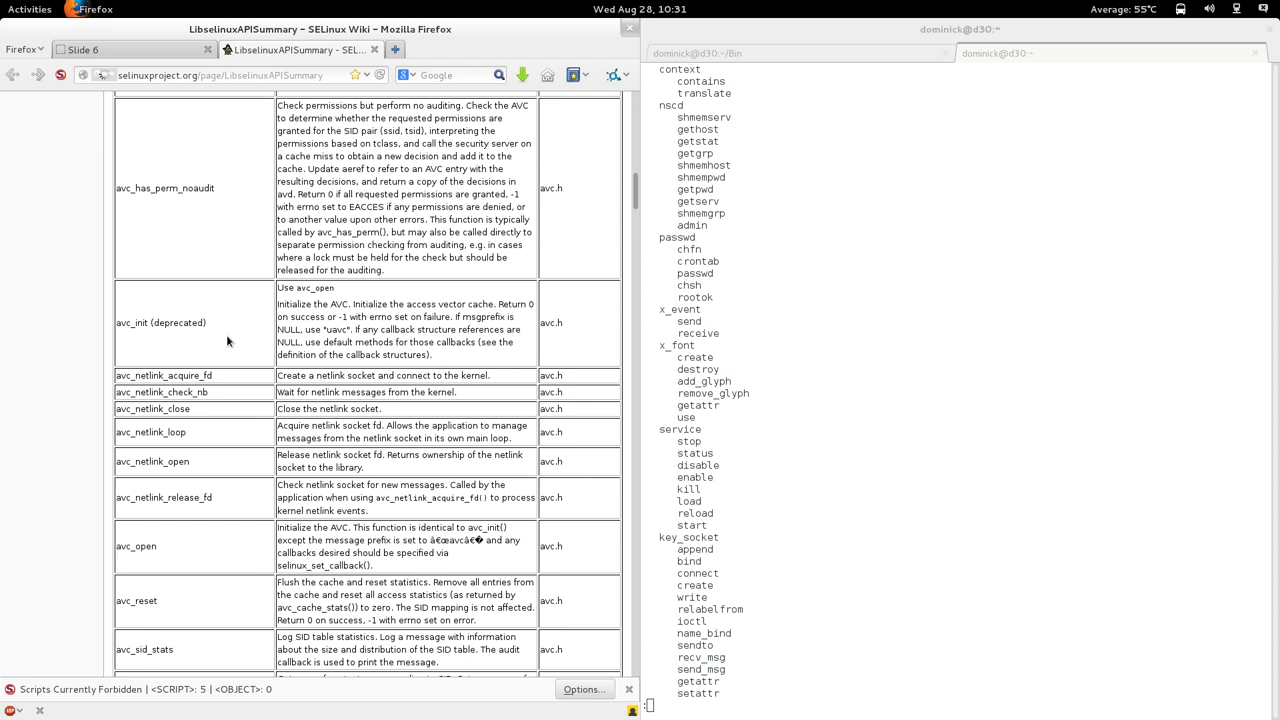 Activities Firefox Wed Aug 28, 10:31 Average: 55°C
LibselinuxAPISummary – SELinux Wiki – Mozilla Firefox
Firefox Slide 6 LibselinuxAPISummary – SEL...
selinuxproject.org/page/LibselinuxAPISummary Google
avc_has_perm_noaudit
Check permissions but perform no auditing. Check the AVC
to determine whether the requested permissions are
granted for the SID pair (ssid, tsid), interpreting the
permissions based on tclass, and call the security server on
a cache miss to obtain a new decision and add it to the
cache. Update aeref to refer to an AVC entry with the
resulting decisions, and return a copy of the decisions in
avd. Return 0 if all requested permissions are granted, -1
with errno set to EACCES if any permissions are denied, or
to another value upon other errors. This function is typically
called by avc_has_perm(), but may also be called directly to
separate permission checking from auditing, e.g. in cases
where a lock must be held for the check but should be
released for the auditing.
avc.h
avc_init (deprecated)
Use avc_open
Initialize the AVC. Initialize the access vector cache. Return 0
on success or -1 with errno set on failure. If msgprefix is
NULL, use "uavc". If any callback structure references are
NULL, use default methods for those callbacks (see the
definition of the callback structures).
avc.h
avc_netlink_acquire_fd Create a netlink socket and connect to the kernel. avc.h
avc_netlink_check_nb Wait for netlink messages from the kernel. avc.h
avc_netlink_close Close the netlink socket. avc.h
avc_netlink_loop
Acquire netlink socket fd. Allows the application to manage
messages from the netlink socket in its own main loop.
avc.h
avc_netlink_open
Release netlink socket fd. Returns ownership of the netlink
socket to the library.
avc.h
avc_netlink_release_fd
Check netlink socket for new messages. Called by the
application when using avc_netlink_acquire_fd() to process
kernel netlink events.
avc.h
avc_open
Initialize the AVC. This function is identical to avc_init()
except the message prefix is set to â€œavcâ€� and any
callbacks desired should be specified via
selinux_set_callback().
avc.h
avc_reset
Flush the cache and reset statistics. Remove all entries from
the cache and reset all access statistics (as returned by
avc_cache_stats()) to zero. The SID mapping is not affected.
Return 0 on success, -1 with errno set on error.
avc.h
avc_sid_stats
Log SID table statistics. Log a message with information
about the size and distribution of the SID table. The audit
callback is used to print the message.
avc.h
Scripts Currently Forbidden | <SCRIPT>: 5 | <OBJECT>: 0 Options...
dominick@d30:~
dominick@d30:~/Bin dominick@d30:~
context
contains
translate
nscd
shmemserv
gethost
getstat
getgrp
shmemhost
shmempwd
getpwd
getserv
shmemgrp
admin
passwd
chfn
crontab
passwd
chsh
rootok
x_event
send
receive
x_font
create
destroy
add_glyph
remove_glyph
getattr
use
service
stop
status
disable
enable
kill
load
reload
start
key_socket
append
bind
connect
create
write
relabelfrom
ioctl
name_bind
sendto
recv_msg
send_msg
getattr
setattr
: